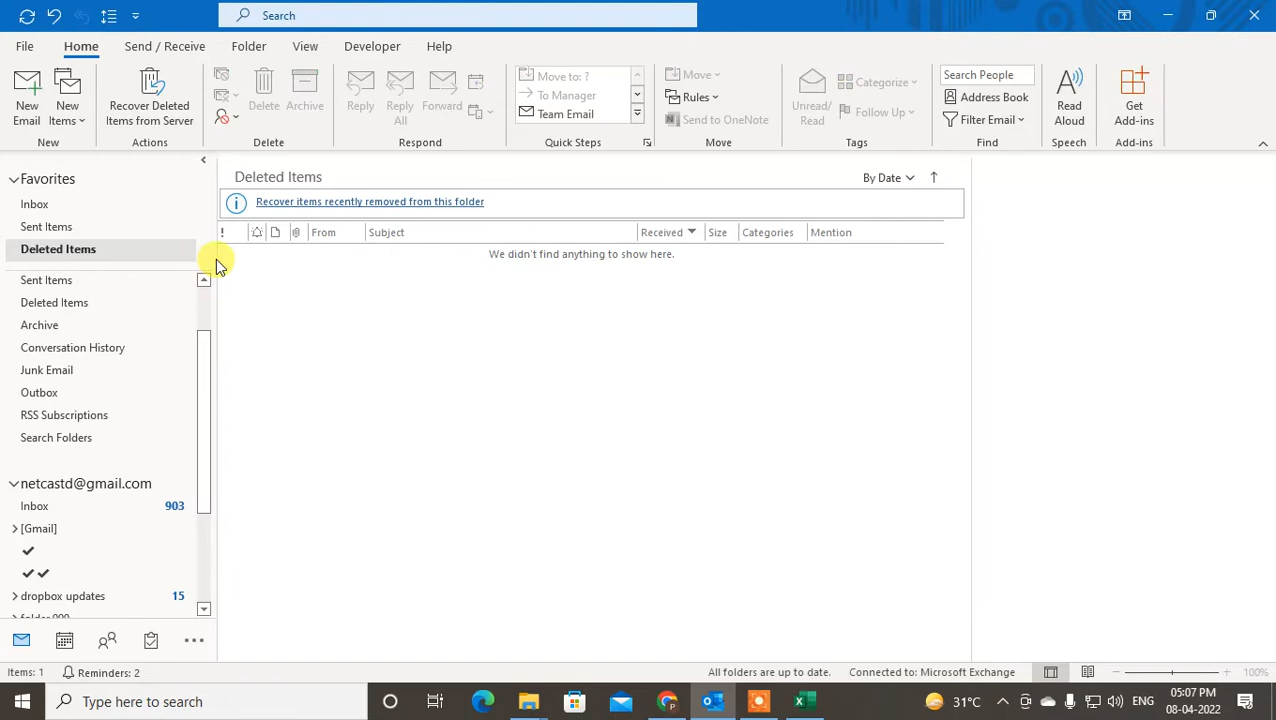 Search
File Home Send / Receive Folder View Developer Help
New Email
New Items
New
Recover Deleted Items from Server
Actions
Delete
Archive
Delete
Reply
Reply All
Forward
Respond
Move to: ?
To Manager
Team Email
Quick Steps
Move
Rules
Send to OneNote
Move
Unread/ Read
Categorize
Follow Up
Tags
Search People
Address Book
Filter Email
Find
Read Aloud
Speech
Get Add-ins
Add-ins
Favorites
Inbox
Sent Items
Deleted Items
Sent Items
Deleted Items
Archive
Conversation History
Junk Email
Outbox
RSS Subscriptions
Search Folders
netcastd@gmail.com
Inbox 903
[Gmail]
dropbox updates 15
folder 000
Deleted Items
By Date
Recover items recently removed from this folder
! From Subject Received Size Categories Mention
We didn't find anything to show here.
Items: 1 Reminders: 2 All folders are up to date. Connected to: Microsoft Exchange 100%
Type here to search
31°C ENG
05:07 PM
08-04-2022